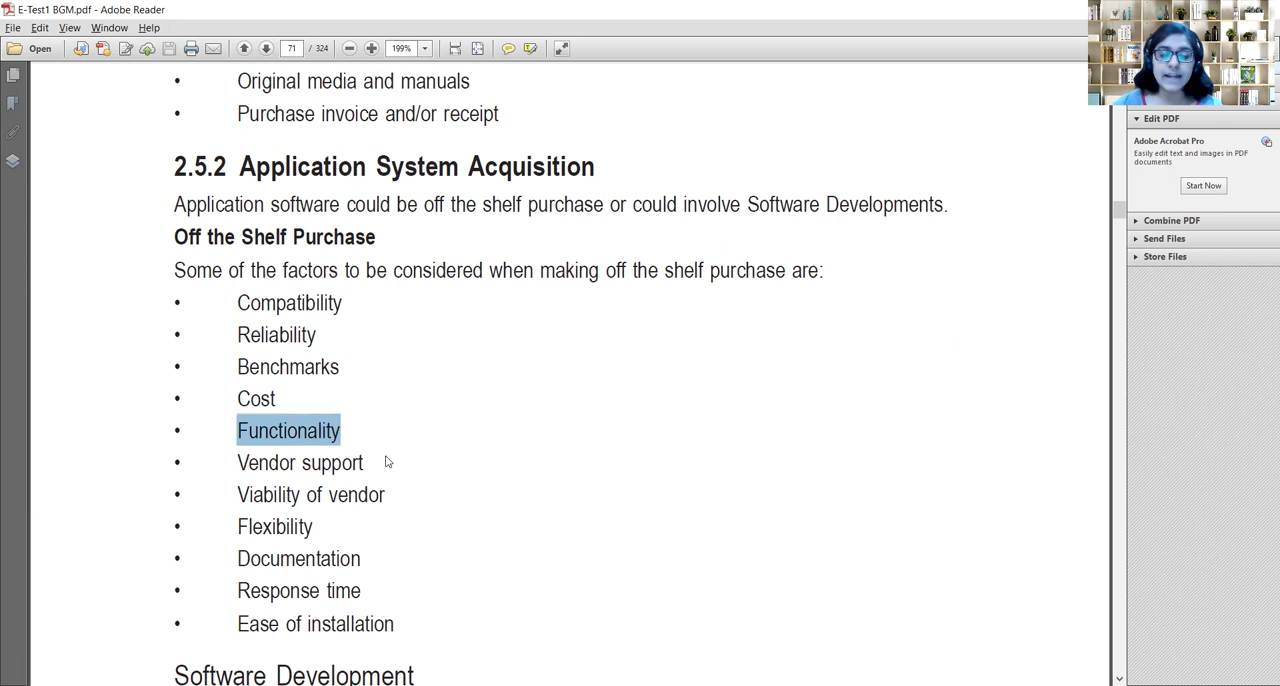 E-Test1 BGM.pdf - Adobe Reader
File Edit View Window Help
Open 71 / 324 199%
• Original media and manuals
• Purchase invoice and/or receipt
2.5.2 Application System Acquisition
Application software could be off the shelf purchase or could involve Software Developments.
Off the Shelf Purchase
Some of the factors to be considered when making off the shelf purchase are:
• Compatibility
• Reliability
• Benchmarks
• Cost
• Functionality
• Vendor support
• Viability of vendor
• Flexibility
• Documentation
• Response time
• Ease of installation
Software Development
Edit PDF
Adobe Acrobat Pro
Easily edit text and images in PDF
documents
Start Now
Combine PDF
Send Files
Store Files